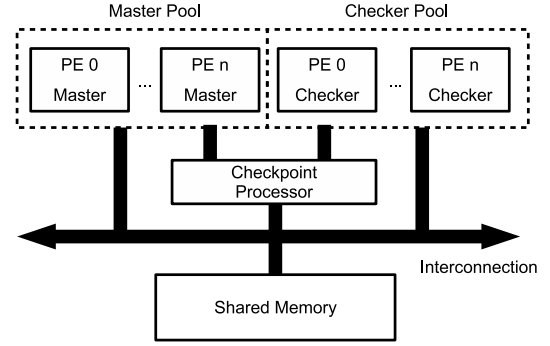 Master Pool
Checker Pool
PE 0
Master
...
PE n
Master
PE 0
Checker
...
PE n
Checker
Checkpoint
Processor
Interconnection
Shared Memory